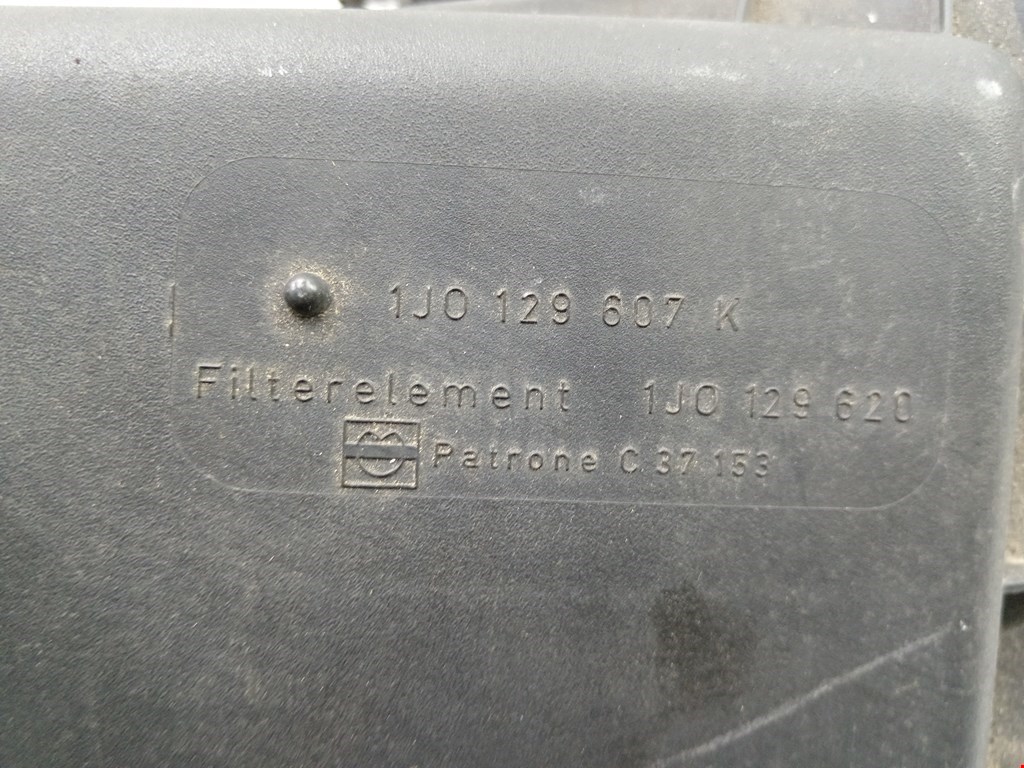 1J0 129 607 K
Filterelement 1J0 129 620
Patrone C 37 153